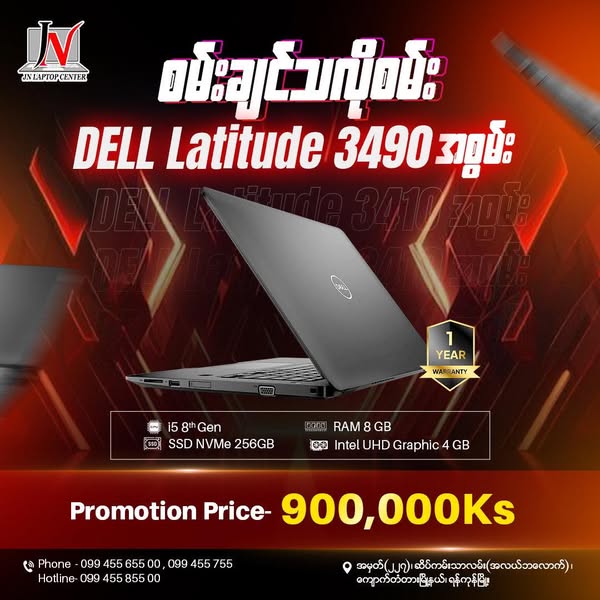 JN
JN LAPTOP CENTER
စမ်းချင်သလိုစမ်း
DELL Latitude 3490 အစွမ်း
DELL Latitude 3410 အစွမ်း
DELL
1
YEAR
WARRANTY
i5 8th Gen
RAM 8 GB
SSD NVMe 256GB
Intel UHD Graphic 4 GB
Promotion Price- 900,000Ks
Phone - 099 455 655 00 , 099 455 755
Hotline- 099 455 855 00
အမှတ်(၂၂၇)၊ ဆိပ်ကမ်းသာလမ်း(အလယ်ဘလောက်)၊
ကျောက်တံတားမြို့နယ်၊ ရန်ကုန်မြို့။